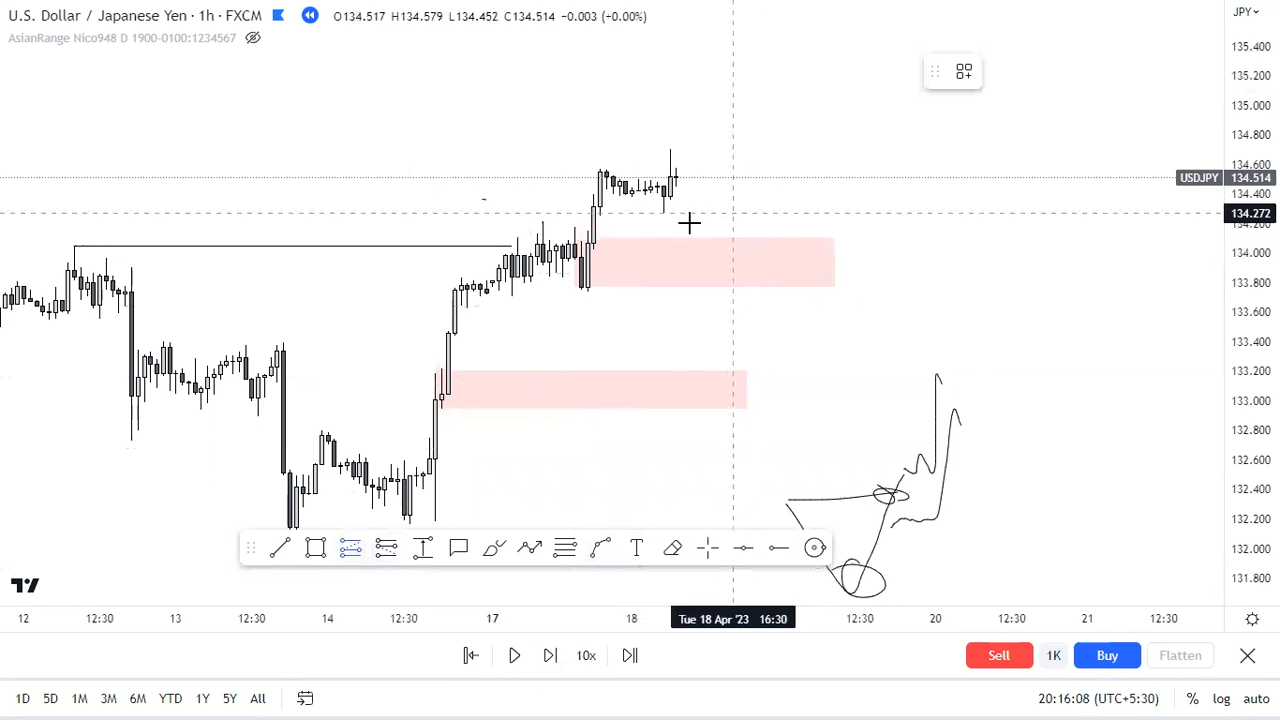 U.S. Dollar / Japanese Yen · 1h · FXCM O134.517 H134.579 L134.452 C134.514 −0.003 (−0.00%) JPY
AsianRange Nico948 D 1900-0100:1234567
135.400
135.200
135.000
134.800
134.600
USDJPY 134.514
134.400
134.272
134.200
134.000
133.800
133.600
133.400
133.200
133.000
132.800
132.600
132.400
132.200
132.000
131.800
T
12 12:30 13 12:30 14 12:30 17 18 Tue 18 Apr '23 16:30 12:30 20 12:30 21 12:30
10x Sell 1K Buy Flatten
1D 5D 1M 3M 6M YTD 1Y 5Y All 20:16:08 (UTC+5:30) % log auto